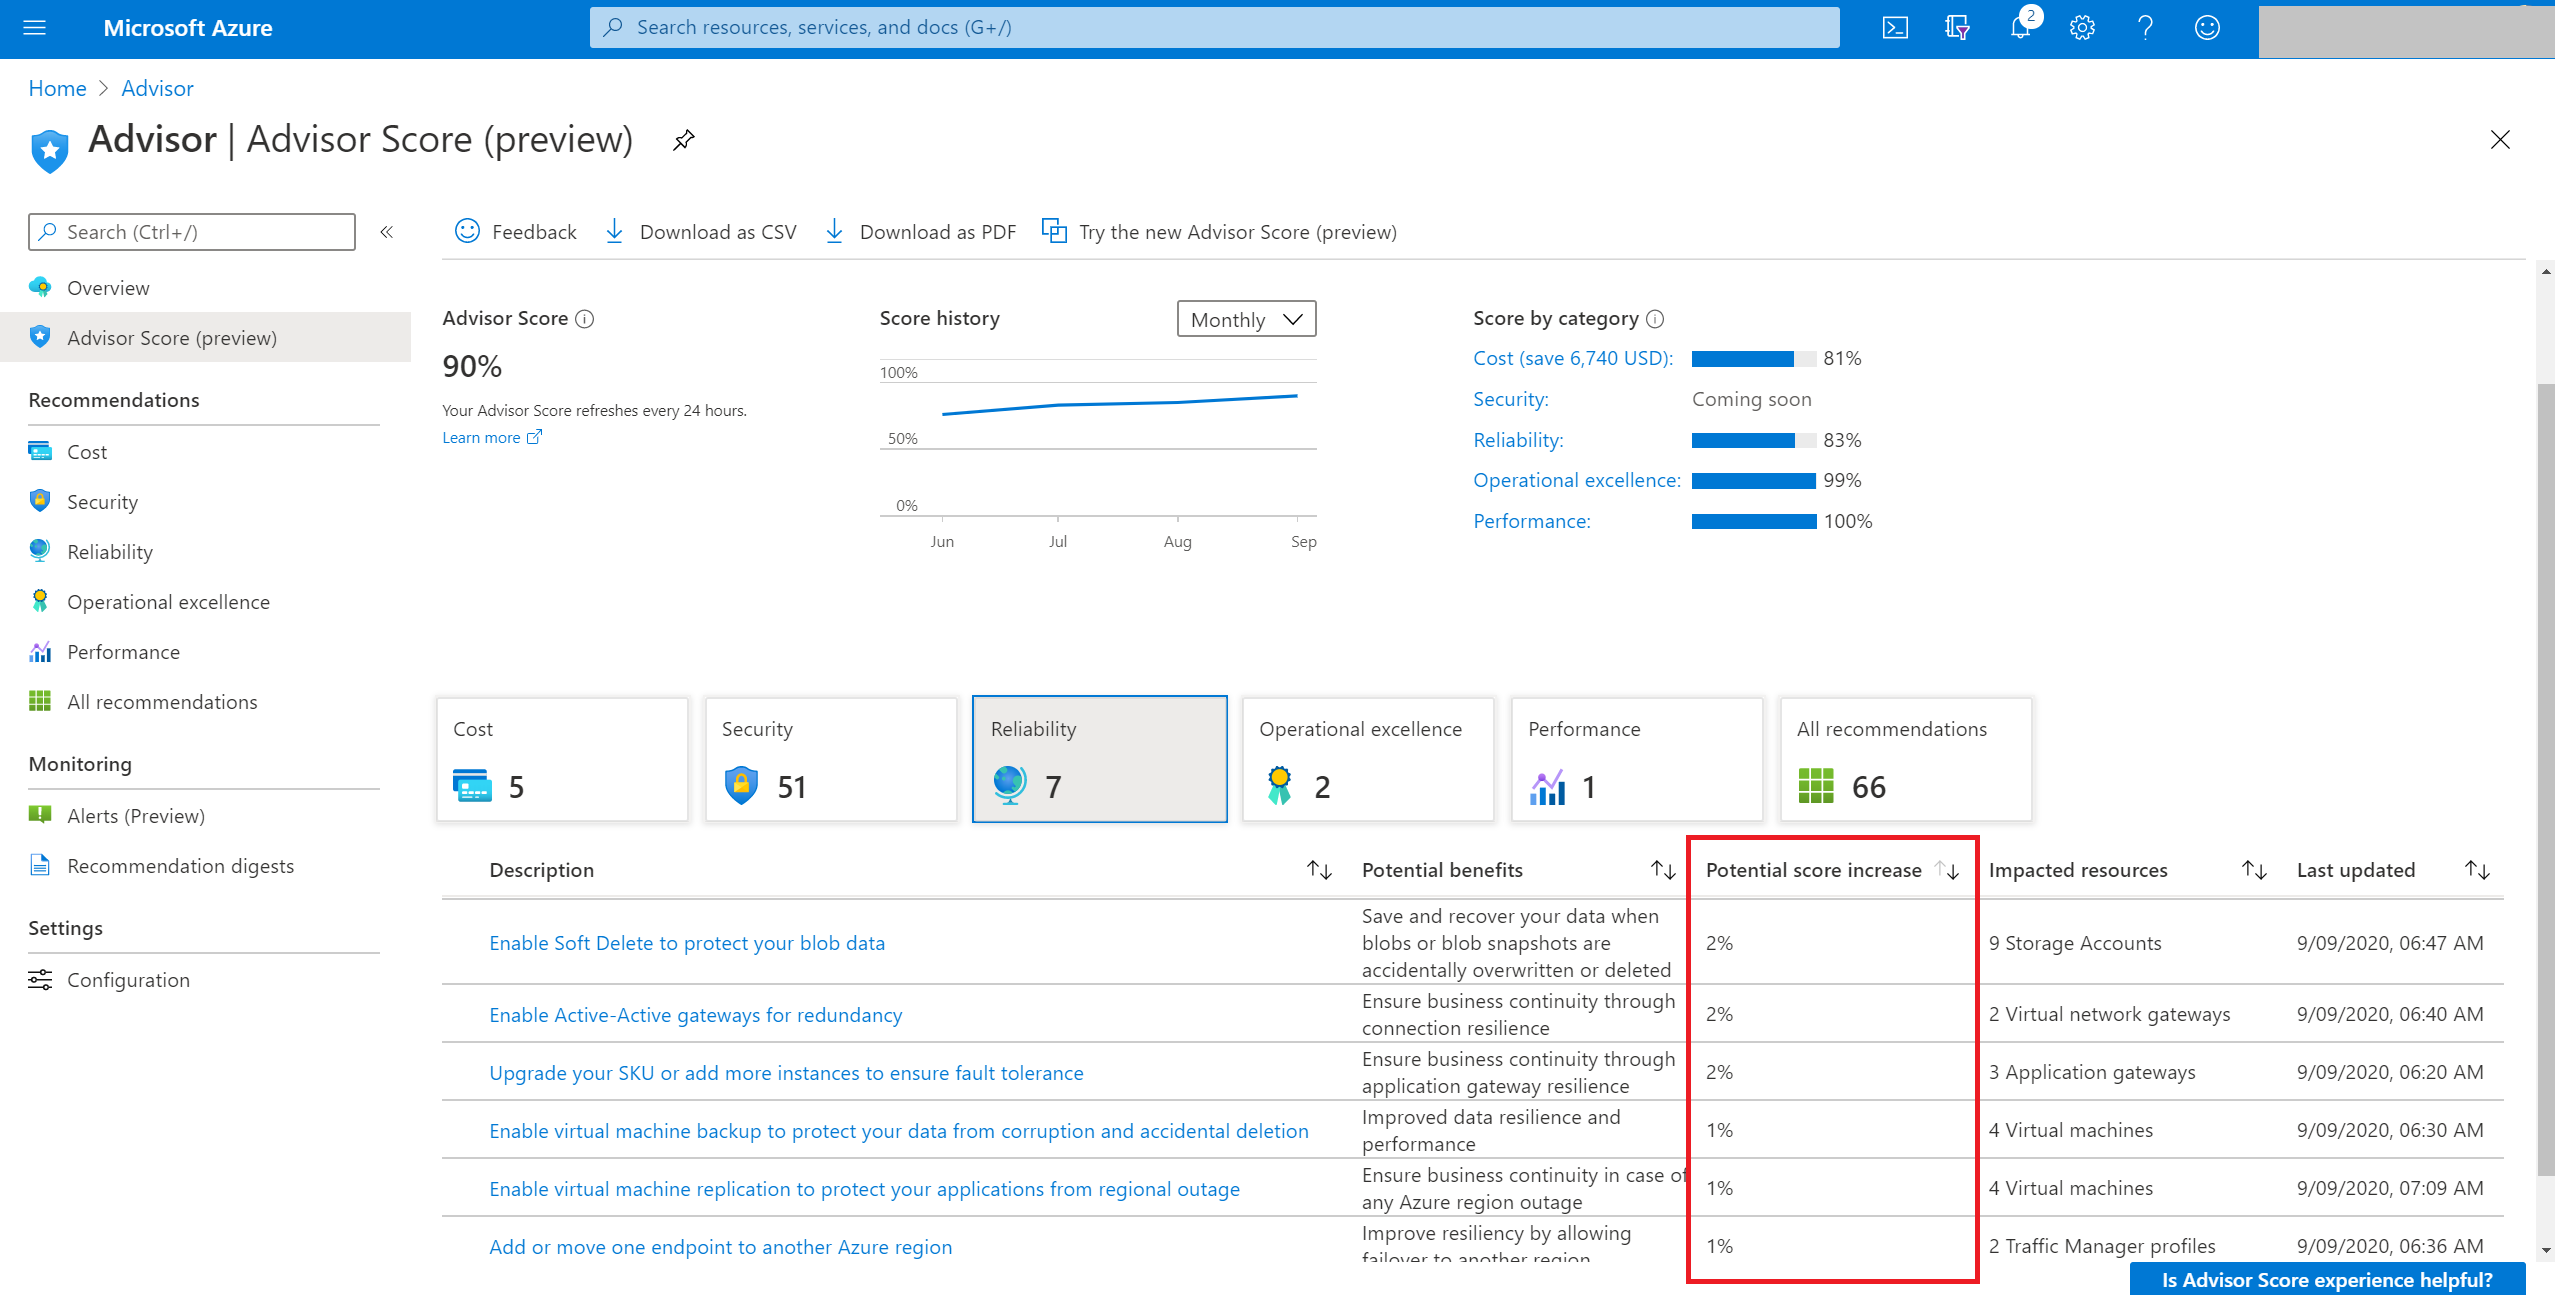 Microsoft Azure
Search resources, services, and docs (G+/)
2
Home > Advisor
Advisor | Advisor Score (preview)
Search (Ctrl+/)
«
Overview
Advisor Score (preview)
Recommendations
Cost
Security
Reliability
Operational excellence
Performance
All recommendations
Monitoring
Alerts (Preview)
Recommendation digests
Settings
Configuration
Feedback
Download as CSV
Download as PDF
Try the new Advisor Score (preview)
Advisor Score
90%
Your Advisor Score refreshes every 24 hours.
Learn more
Score history
Monthly
100%
50%
0%
Jun Jul Aug Sep
Score by category
Cost (save 6,740 USD): 81%
Security: Coming soon
Reliability: 83%
Operational excellence: 99%
Performance: 100%
Cost
5
Security
51
Reliability
7
Operational excellence
2
Performance
1
All recommendations
66
Description Potential benefits Potential score increase Impacted resources Last updated
Enable Soft Delete to protect your blob data
Save and recover your data when
blobs or blob snapshots are
accidentally overwritten or deleted
2%
9 Storage Accounts
9/09/2020, 06:47 AM
Enable Active-Active gateways for redundancy
Ensure business continuity through
connection resilience
2%
2 Virtual network gateways
9/09/2020, 06:40 AM
Upgrade your SKU or add more instances to ensure fault tolerance
Ensure business continuity through
application gateway resilience
2%
3 Application gateways
9/09/2020, 06:20 AM
Enable virtual machine backup to protect your data from corruption and accidental deletion
Improved data resilience and
performance
1%
4 Virtual machines
9/09/2020, 06:30 AM
Enable virtual machine replication to protect your applications from regional outage
Ensure business continuity in case of
any Azure region outage
1%
4 Virtual machines
9/09/2020, 07:09 AM
Add or move one endpoint to another Azure region
Improve resiliency by allowing
failover to another region
1%
2 Traffic Manager profiles
9/09/2020, 06:36 AM
Is Advisor Score experience helpful?